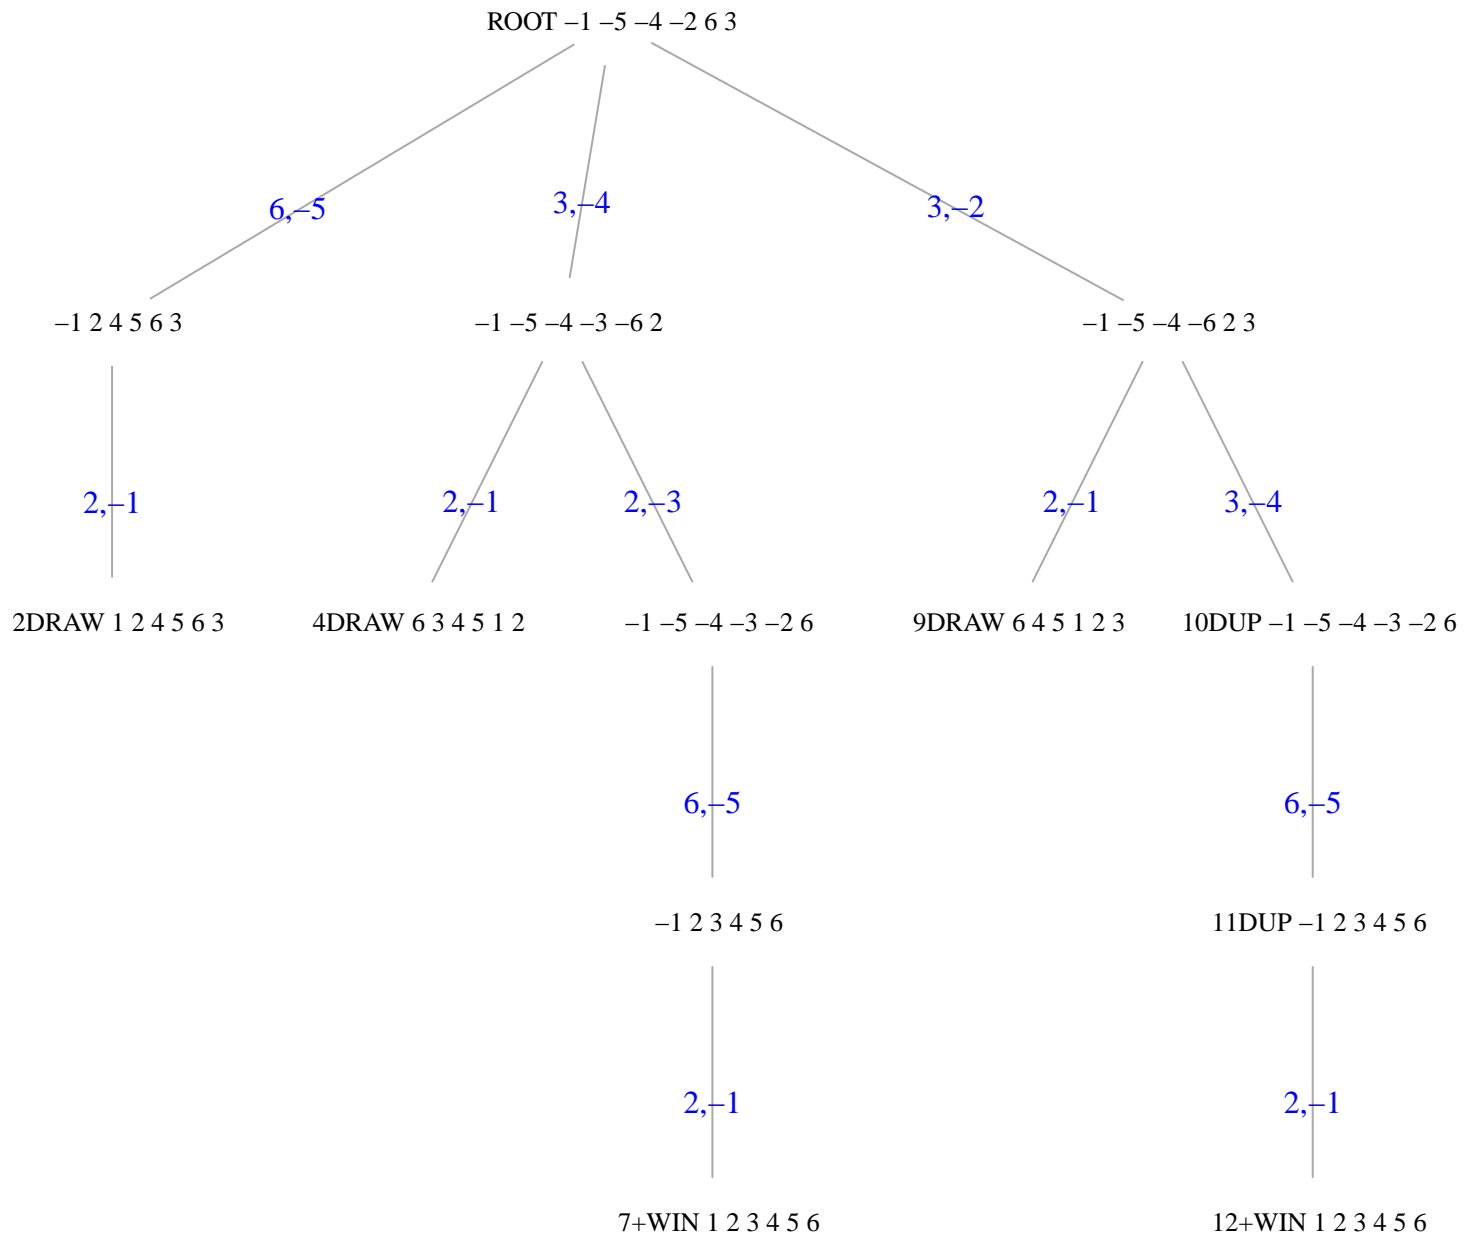 ROOT –1 –5 –4 –2 6 3
6,–5
3,–4
3,–2
–1 2 4 5 6 3
–1 –5 –4 –3 –6 2
–1 –5 –4 –6 2 3
2,–1
2,–1
2,–3
2,–1
3,–4
2DRAW 1 2 4 5 6 3
4DRAW 6 3 4 5 1 2
–1 –5 –4 –3 –2 6
9DRAW 6 4 5 1 2 3
10DUP –1 –5 –4 –3 –2 6
6,–5
6,–5
–1 2 3 4 5 6
11DUP –1 2 3 4 5 6
2,–1
2,–1
7+WIN 1 2 3 4 5 6
12+WIN 1 2 3 4 5 6